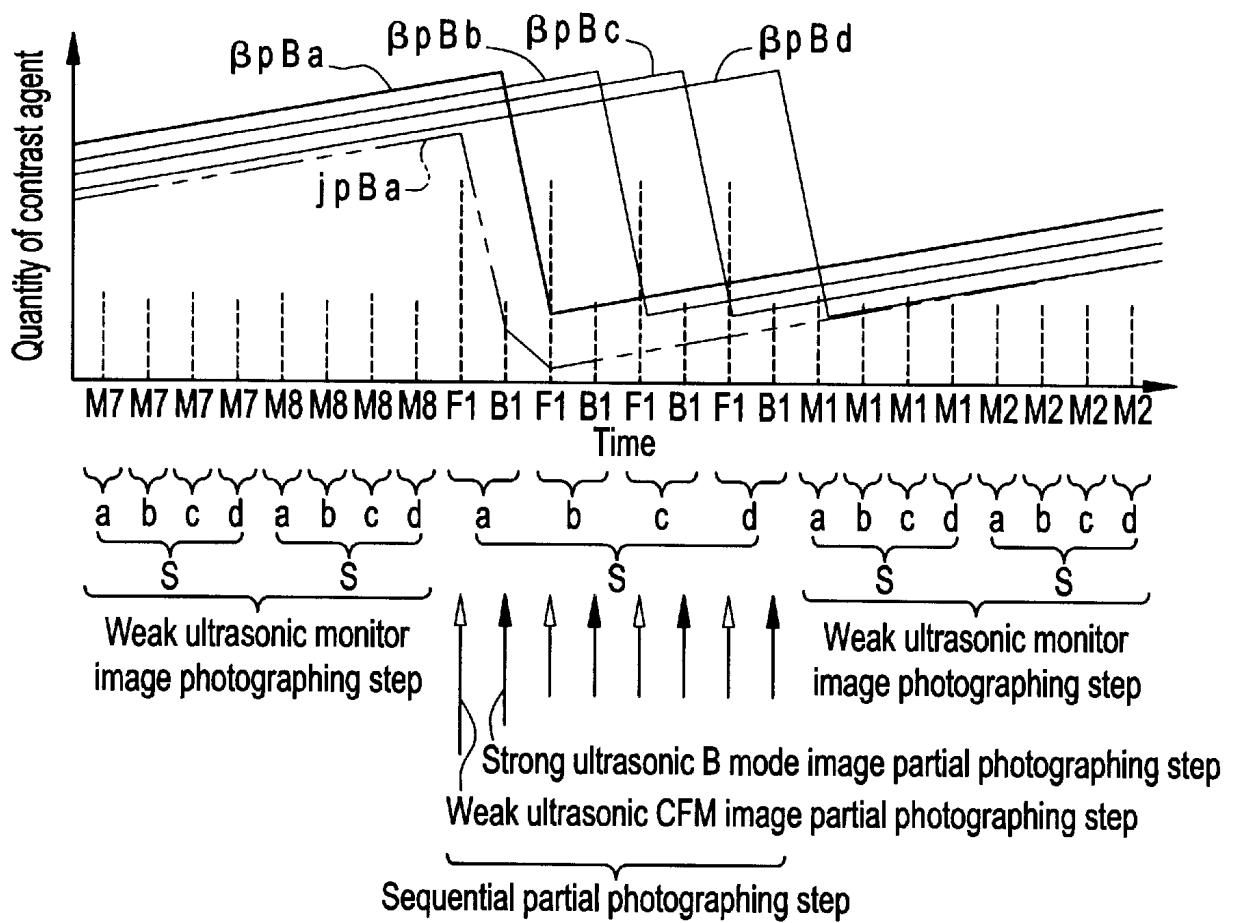 βpBa
βpBb
βpBc
βpBd
jpBa
Quantity of contrast agent
M7 M7 M7 M7 M8 M8 M8 M8 F1 B1 F1 B1 F1 B1 F1 B1 M1 M1 M1 M1 M2 M2 M2 M2
Time
a b c d a b c d a b c d a b c d a b c d
S S S S S
Weak ultrasonic monitor
image photographing step
Weak ultrasonic monitor
image photographing step
Strong ultrasonic B mode image partial photographing step
Weak ultrasonic CFM image partial photographing step
Sequential partial photographing step